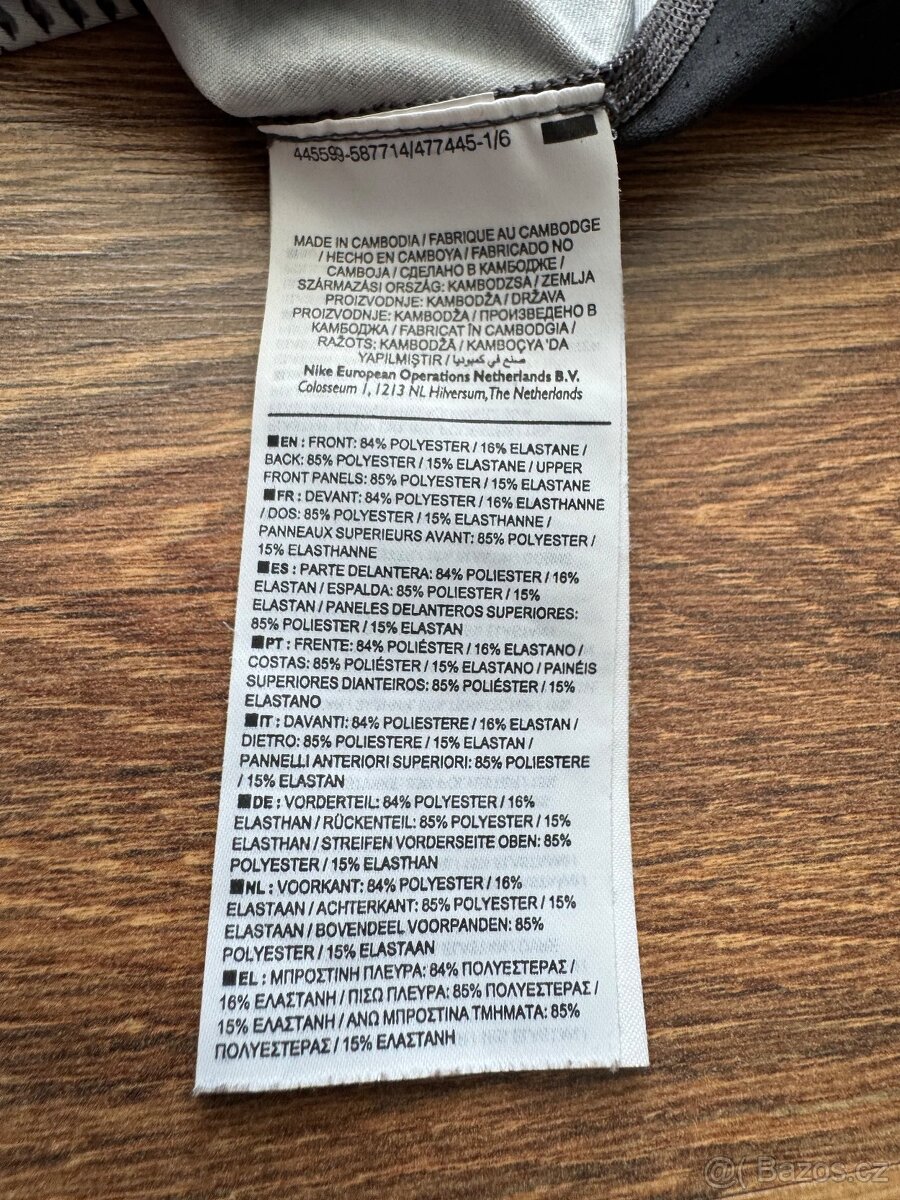 445599-587714/477445-1/6
MADE IN CAMBODIA / FABRIQUE AU CAMBODGE
/ HECHO EN CAMBOYA / FABRICADO NO
CAMBOJA / СДЕЛАНО В КАМБОДЖЕ /
SZÁRMAZÁSI ORSZÁG: KAMBODZSA / ZEMLJA
PROIZVODNJE: KAMBODŽA / DRŽAVA
PROIZVODNJE: KAMBODŽA / ПРОИЗВЕДЕНО В
КАМБОДЖА / FABRICAT ÎN CAMBODGIA /
RAŽOTS: KAMBODŽĀ / KAMBOÇYA 'DA
YAPILMIŞTIR / صنع في كمبوديا
Nike European Operations Netherlands B.V.
Colosseum 1, 1213 NL Hilversum, The Netherlands
EN : FRONT: 84% POLYESTER / 16% ELASTANE /
BACK: 85% POLYESTER / 15% ELASTANE / UPPER
FRONT PANELS: 85% POLYESTER / 15% ELASTANE
FR : DEVANT: 84% POLYESTER / 16% ELASTHANNE
/ DOS: 85% POLYESTER / 15% ELASTHANNE /
PANNEAUX SUPERIEURS AVANT: 85% POLYESTER /
15% ELASTHANNE
ES : PARTE DELANTERA: 84% POLIESTER / 16%
ELASTAN / ESPALDA: 85% POLIESTER / 15%
ELASTAN / PANELES DELANTEROS SUPERIORES:
85% POLIESTER / 15% ELASTAN
PT : FRENTE: 84% POLIÉSTER / 16% ELASTANO /
COSTAS: 85% POLIÉSTER / 15% ELASTANO / PAINÉIS
SUPERIORES DIANTEIROS: 85% POLIÉSTER / 15%
ELASTANO
IT : DAVANTI: 84% POLIESTERE / 16% ELASTAN /
DIETRO: 85% POLIESTERE / 15% ELASTAN /
PANNELLI ANTERIORI SUPERIORI: 85% POLIESTERE
/ 15% ELASTAN
DE : VORDERTEIL: 84% POLYESTER / 16%
ELASTHAN / RÜCKENTEIL: 85% POLYESTER / 15%
ELASTHAN / STREIFEN VORDERSEITE OBEN: 85%
POLYESTER / 15% ELASTHAN
NL : VOORKANT: 84% POLYESTER / 16%
ELASTAAN / ACHTERKANT: 85% POLYESTER / 15%
ELASTAAN / BOVENDEEL VOORPANDEN: 85%
POLYESTER / 15% ELASTAAN
EL : ΜΠΡΟΣΤΙΝΗ ΠΛΕΥΡΑ: 84% ΠΟΛΥΕΣΤΕΡΑΣ /
16% ΕΛΑΣΤΑΝΗ / ΠΙΣΩ ΠΛΕΥΡΑ: 85% ΠΟΛΥΕΣΤΕΡΑΣ /
15% ΕΛΑΣΤΑΝΗ / ΑΝΩ ΜΠΡΟΣΤΙΝΑ ΤΜΗΜΑΤΑ: 85%
ΠΟΛΥΕΣΤΕΡΑΣ / 15% ΕΛΑΣΤΑΝΗ
Bazoš.cz